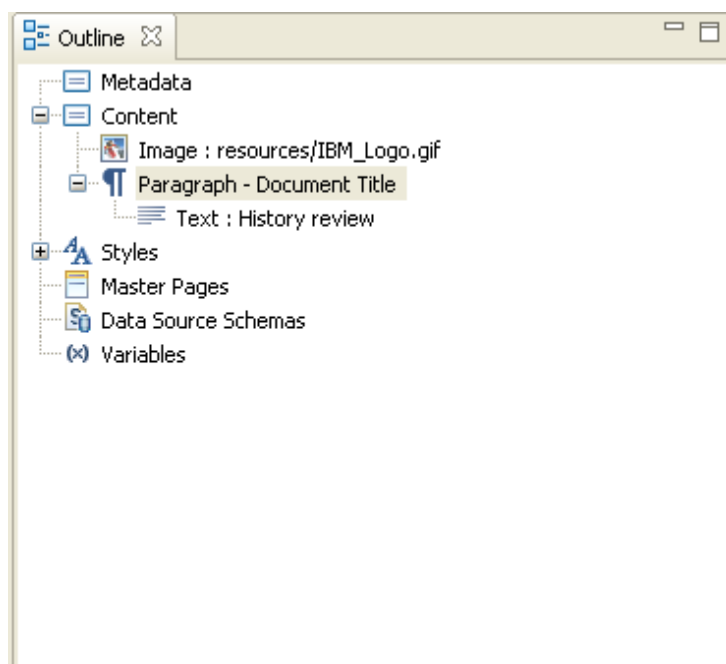 Outline
Metadata
Content
Image : resources/IBM_Logo.gif
Paragraph - Document Title
Text : History review
Styles
Master Pages
Data Source Schemas
(x) Variables